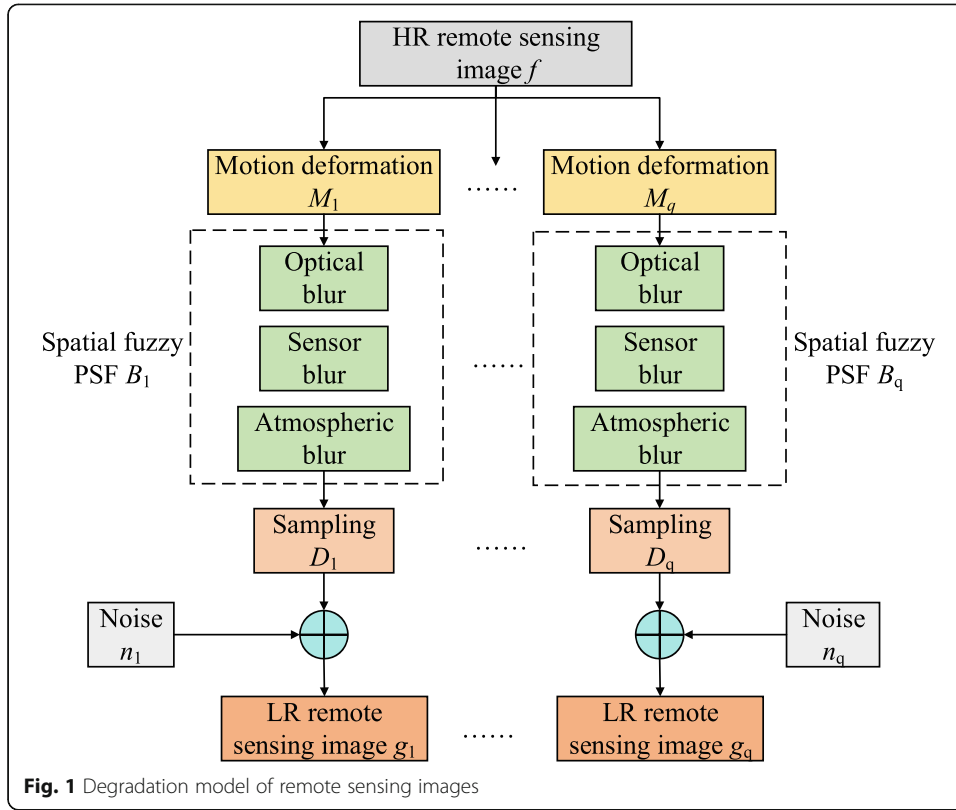 HR remote sensing
image f
Motion deformation
M1
......
Motion deformation
Mq
Spatial fuzzy
PSF B1
Optical
blur
Sensor
blur
Atmospheric
blur
......
Optical
blur
Sensor
blur
Atmospheric
blur
Spatial fuzzy
PSF Bq
Sampling
D1
......
Sampling
Dq
Noise
n1
Noise
nq
LR remote
sensing image g1
......
LR remote
sensing image gq
Fig. 1 Degradation model of remote sensing images